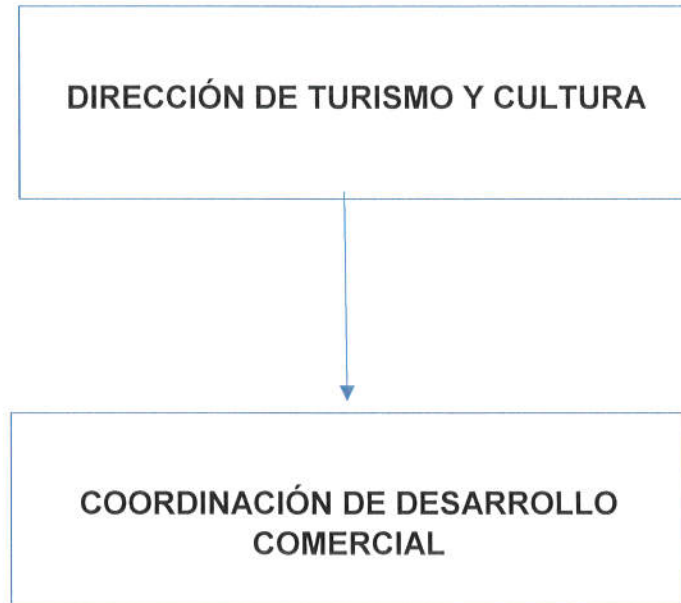 DIRECCIÓN DE TURISMO Y CULTURA
COORDINACIÓN DE DESARROLLO
COMERCIAL